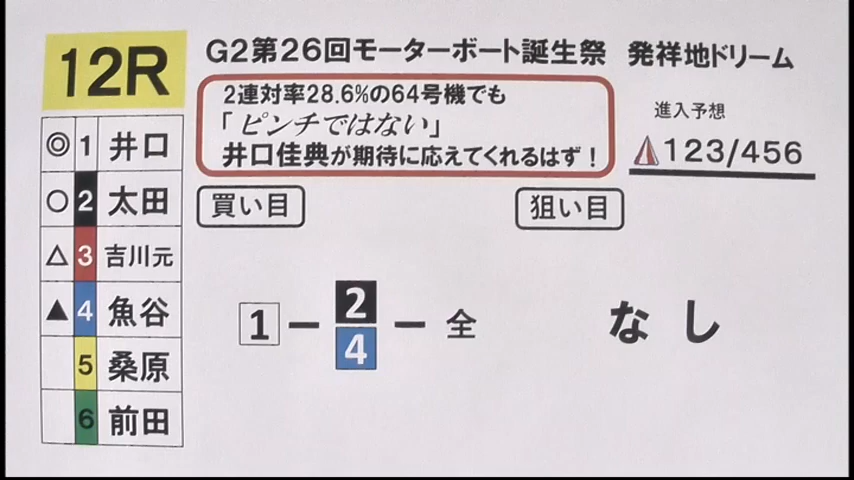 12R
G2第26回モーターボート誕生祭 発祥地ドリーム
2連対率28.6%の64号機でも
「ピンチではない」
井口佳典が期待に応えてくれるはず！
進入予想
123/456
◎ 1 井口
○ 2 太田
△ 3 吉川元
▲ 4 魚谷
5 桑原
6 前田
買い目
狙い目
1 - 2 4 - 全
なし